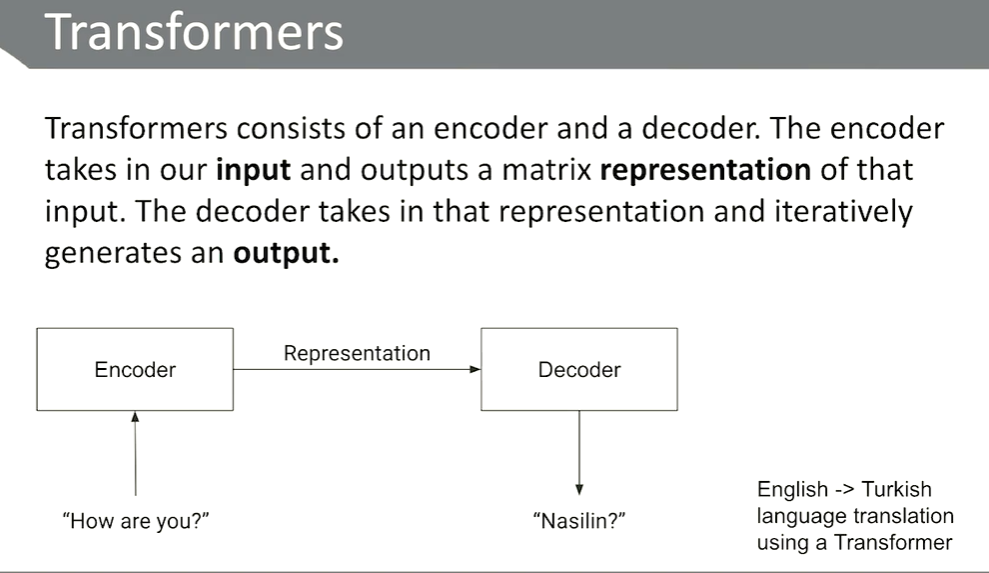 Transformers
Transformers consists of an encoder and a decoder. The encoder
takes in our input and outputs a matrix representation of that
input. The decoder takes in that representation and iteratively
generates an output.
Encoder
Representation
Decoder
“How are you?”
“Nasilin?”
English -> Turkish
language translation
using a Transformer